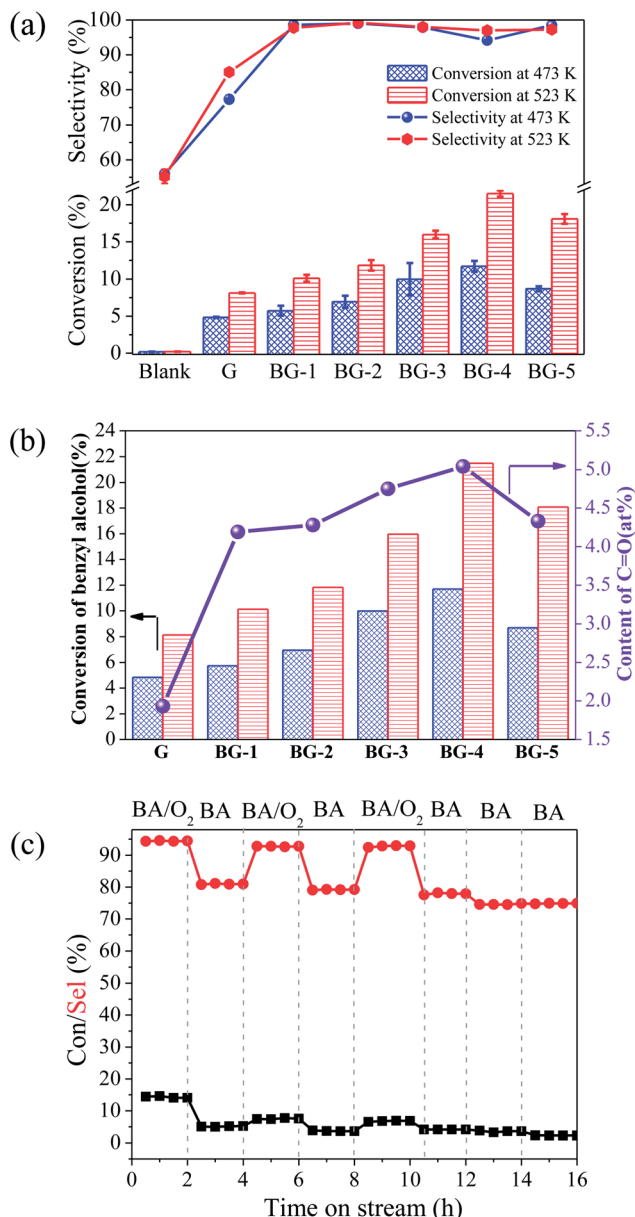 (a)
Selectivity (%)
100
90
80
70
60
Conversion at 473 K
Conversion at 523 K
Selectivity at 473 K
Selectivity at 523 K
Conversion (%)
20
15
10
5
0
Blank G BG-1 BG-2 BG-3 BG-4 BG-5
(b)
Conversion of benzyl alcohol(%)
24
22
20
18
16
14
12
10
8
6
4
2
0
5.5
5.0
4.5
4.0
3.5
3.0
2.5
2.0
1.5
Content of C=O(at%)
G BG-1 BG-2 BG-3 BG-4 BG-5
(c)
BA/O2 BA BA/O2 BA BA/O2 BA BA BA
Con/Sel (%)
90
80
70
60
50
40
30
20
10
0
0 2 4 6 8 10 12 14 16
Time on stream (h)